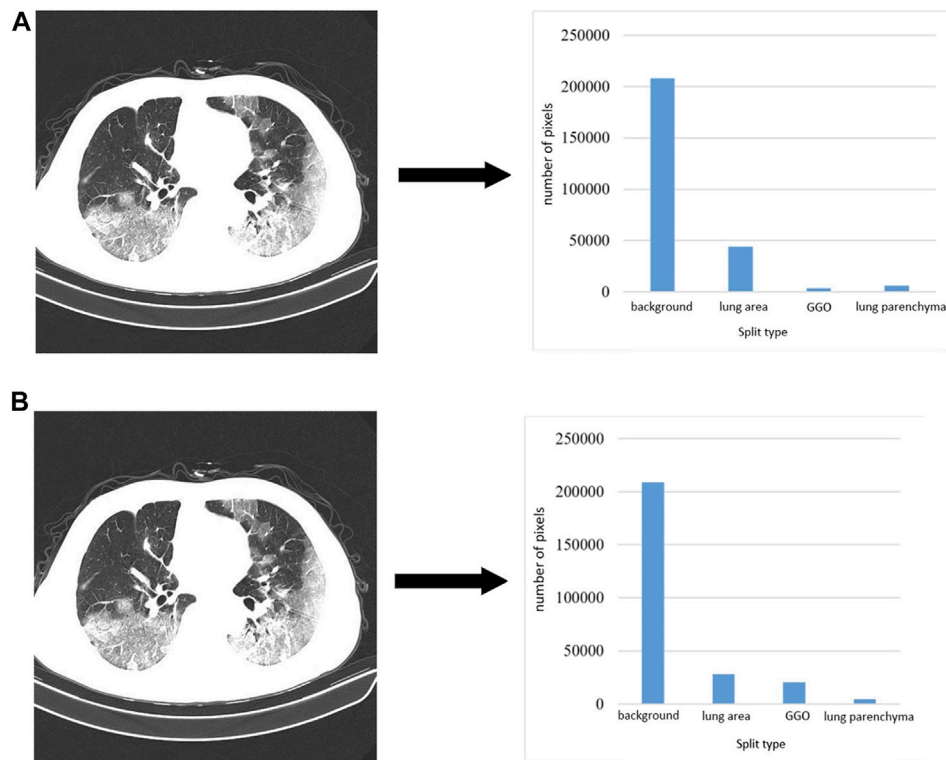 A
250000
200000
150000
100000
50000
0
number of pixels
background lung area GGO lung parenchyma
Split type
B
250000
200000
150000
100000
50000
0
number of pixels
background lung area GGO lung parenchyma
Split type